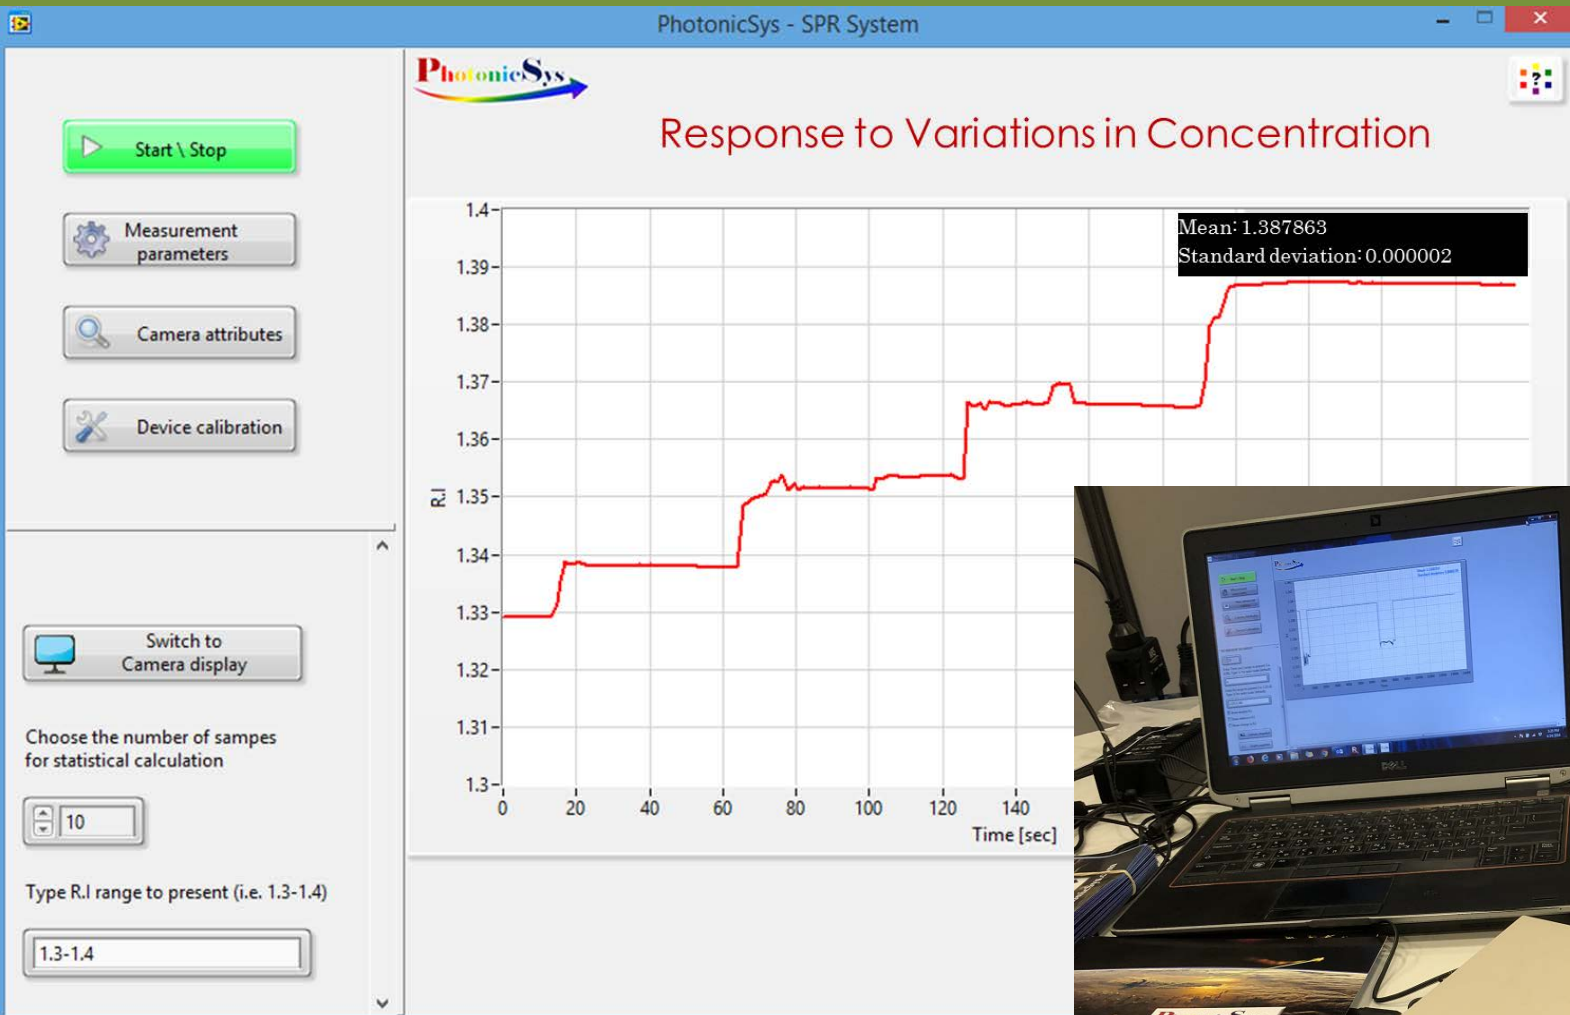 PhotonicSys - SPR System
PhotonicSys
Response to Variations in Concentration
Start \ Stop
Measurement
parameters
Camera attributes
Device calibration
Switch to
Camera display
Choose the number of sampes
for statistical calculation
10
Type R.I range to present (i.e. 1.3-1.4)
1.3-1.4
?
Mean: 1.387863
Standard deviation: 0.000002
R.I
1.4
1.39
1.38
1.37
1.36
1.35
1.34
1.33
1.32
1.31
1.3
0 20 40 60 80 100 120 140
Time [sec]
DELL